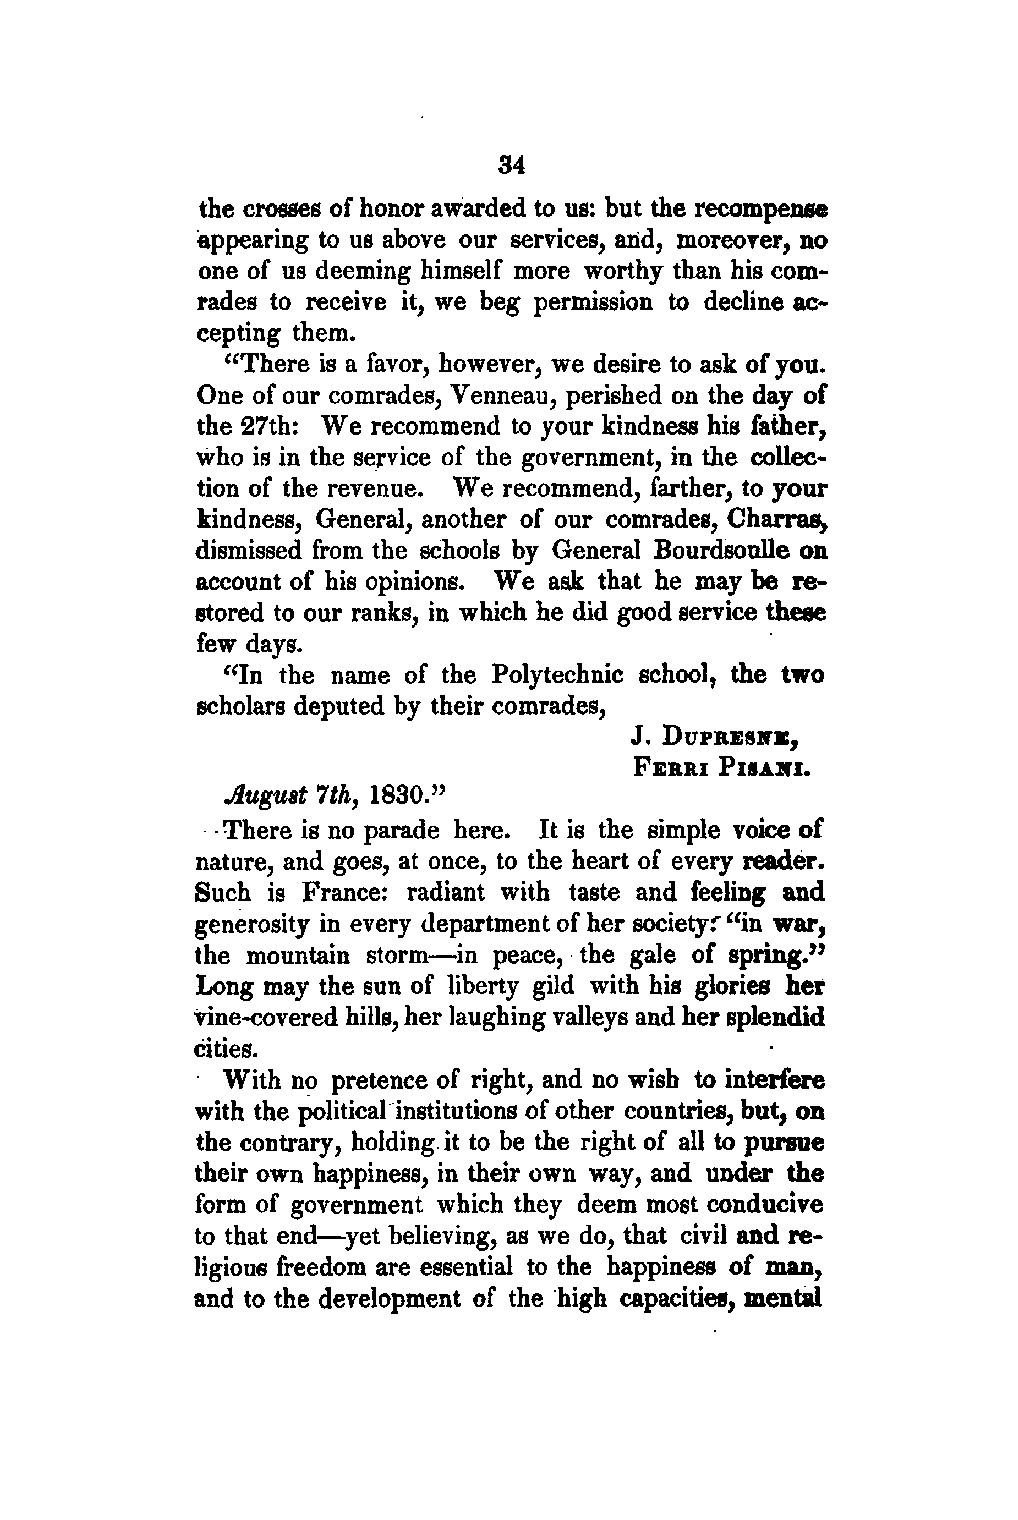 34
the crosses of honor awarded to us: but the recompense
appearing to us above our services, and, moreover, no
one of us deeming himself more worthy than his com-
rades to receive it, we beg permission to decline ac-
cepting them.
“There is a favor, however, we desire to ask of you.
One of our comrades, Venneau, perished on the day of
the 27th: We recommend to your kindness his father,
who is in the service of the government, in the collec-
tion of the revenue. We recommend, farther, to your
kindness, General, another of our comrades, Charras,
dismissed from the schools by General Bourdsoulle on
account of his opinions. We ask that he may be re-
stored to our ranks, in which he did good service these
few days.
“In the name of the Polytechnic school, the two
scholars deputed by their comrades,
J. DUPRESNE,
FERRI PISANI.
August 7th, 1830.”
There is no parade here. It is the simple voice of
nature, and goes, at once, to the heart of every reader.
Such is France: radiant with taste and feeling and
generosity in every department of her society: “in war,
the mountain storm—in peace, the gale of spring.”
Long may the sun of liberty gild with his glories her
vine-covered hills, her laughing valleys and her splendid
cities.
With no pretence of right, and no wish to interfere
with the political institutions of other countries, but, on
the contrary, holding it to be the right of all to pursue
their own happiness, in their own way, and under the
form of government which they deem most conducive
to that end—yet believing, as we do, that civil and re-
ligious freedom are essential to the happiness of man,
and to the development of the high capacities, mental